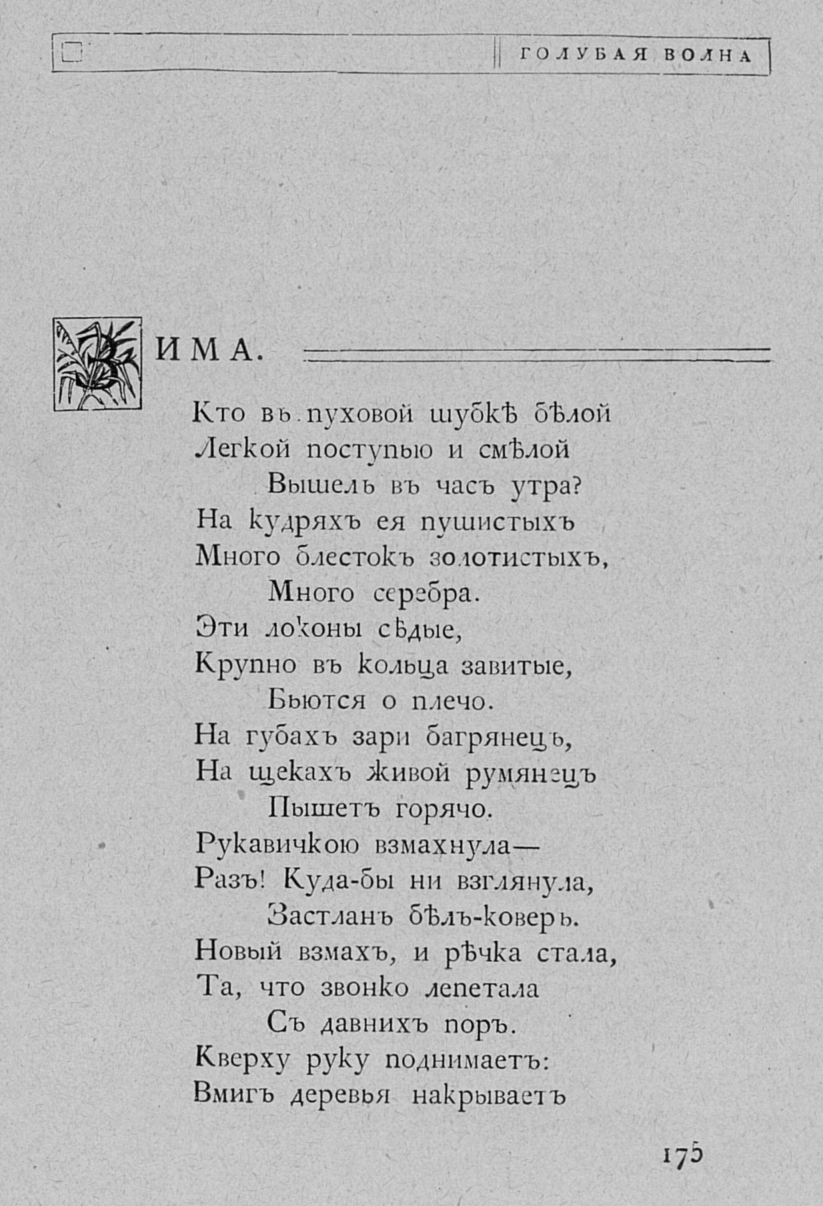 ГОЛУБАЯ ВОЛНА
ЗИМА.
Кто въ пуховой шубкѣ бѣлой
Легкой поступью и смѣлой
Вышелъ въ часъ утра?
На кудряхъ ея пушистыхъ
Много блестокъ золотистыхъ,
Много серебра.
Эти локоны сѣдые,
Крупно въ кольца завитые,
Бьются о плечо.
На губахъ зари багрянецъ,
На щекахъ живой румянецъ
Пышетъ горячо.
Рукавичкою взмахнула—
Разъ! Куда-бы ни взглянула,
Застланъ бѣлъ-коверъ.
Новый взмахъ, и рѣчка стала,
Та, что звонко лепетала
Съ давнихъ поръ.
Кверху руку поднимаетъ:
Вмигъ деревья накрываетъ
175